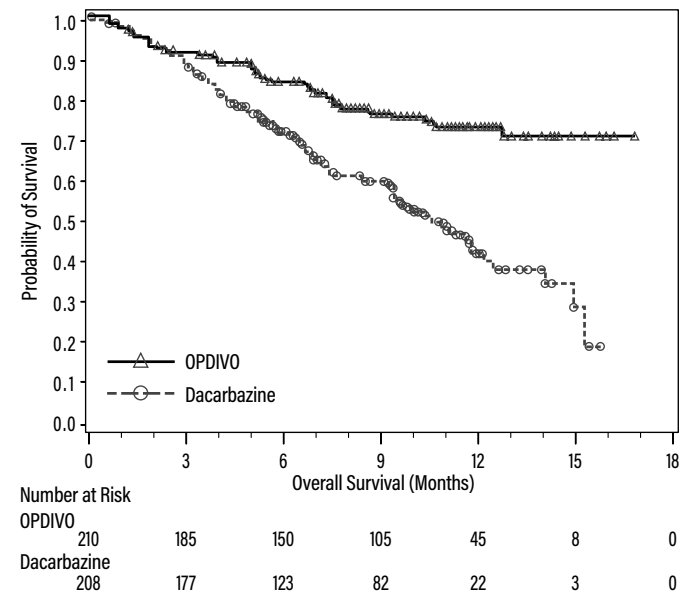 1.0
0.9
0.8
0.7
0.6
0.5
0.4
0.3
0.2
0.1
0.0
Probability of Survival
OPDIVO
Dacarbazine
0 3 6 9 12 15 18
Overall Survival (Months)
Number at Risk
OPDIVO
210 185 150 105 45 8 0
Dacarbazine
208 177 123 82 22 3 0